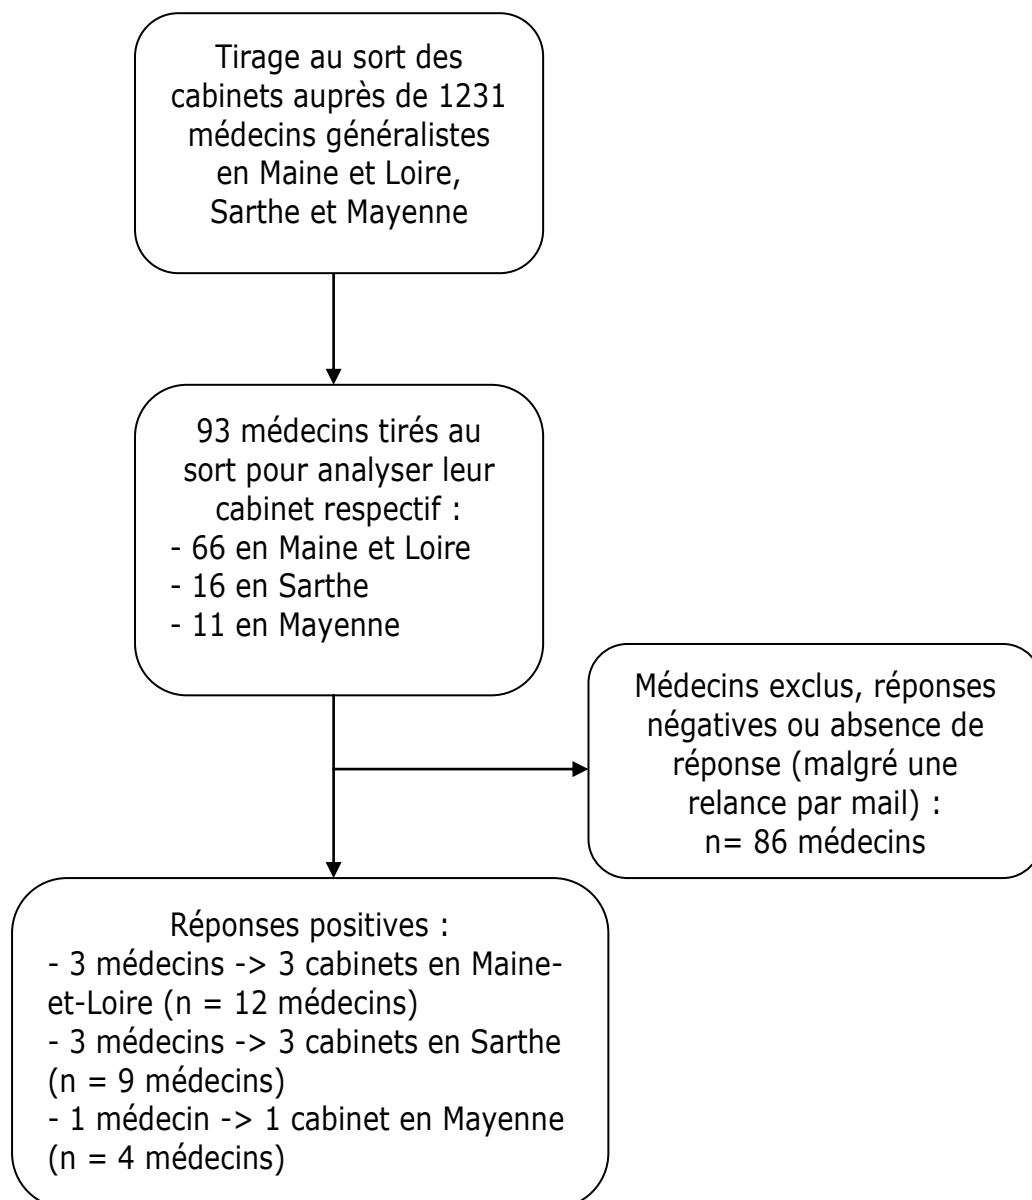 Tirage au sort des
cabinets auprès de 1231
médecins généralistes
en Maine et Loire,
Sarthe et Mayenne
93 médecins tirés au
sort pour analyser leur
cabinet respectif :
- 66 en Maine et Loire
- 16 en Sarthe
- 11 en Mayenne
Médecins exclus, réponses
négatives ou absence de
réponse (malgré une
relance par mail) :
n= 86 médecins
Réponses positives :
- 3 médecins -> 3 cabinets en Maine-
et-Loire (n = 12 médecins)
- 3 médecins -> 3 cabinets en Sarthe
(n = 9 médecins)
- 1 médecin -> 1 cabinet en Mayenne
(n = 4 médecins)